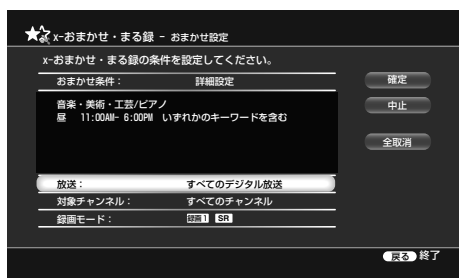 x-おまかせ・まる録 - おまかせ設定
x-おまかせ・まる録の条件を設定してください。
おまかせ条件： 詳細設定
音楽・美術・工芸/ピアノ
昼 11:00AM- 6:00PM いずれかのキーワードを含む
放送： すべてのデジタル放送
対象チャンネル： すべてのチャンネル
録画モード： 録画1 SR
確定
中止
全取消
戻る 終了